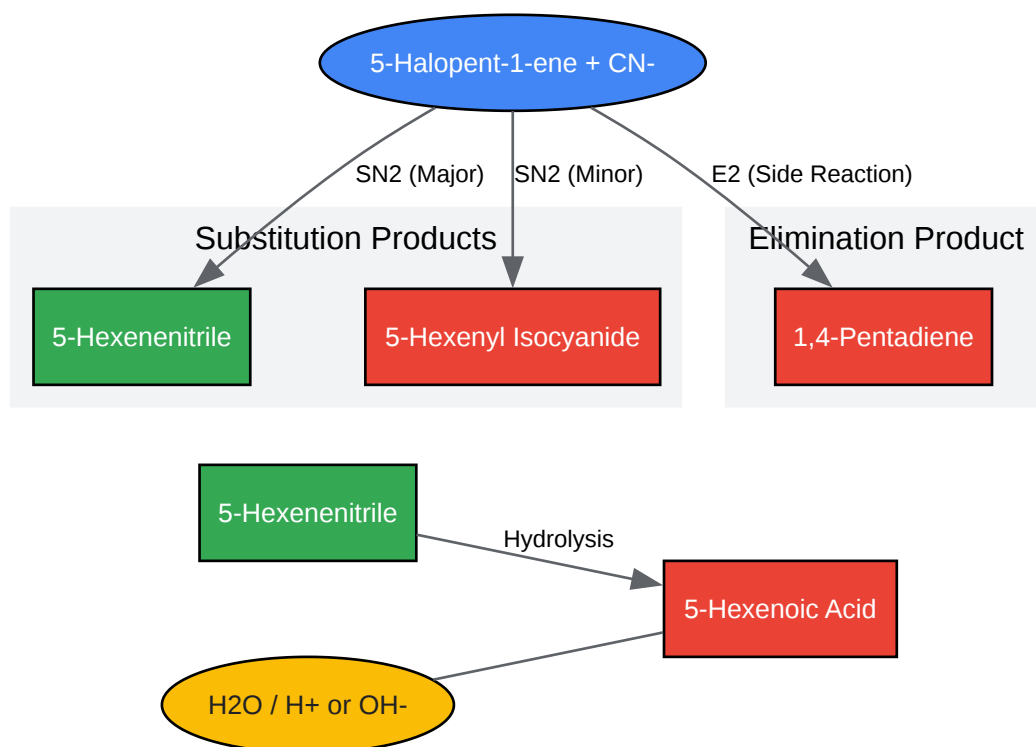 5-Halopent-1-ene + CN-
SN2 (Major)
SN2 (Minor)
E2 (Side Reaction)
Substitution Products
Elimination Product
5-Hexenenitrile
5-Hexenyl Isocyanide
1,4-Pentadiene
5-Hexenenitrile
Hydrolysis
5-Hexenoic Acid
H2O / H+ or OH-